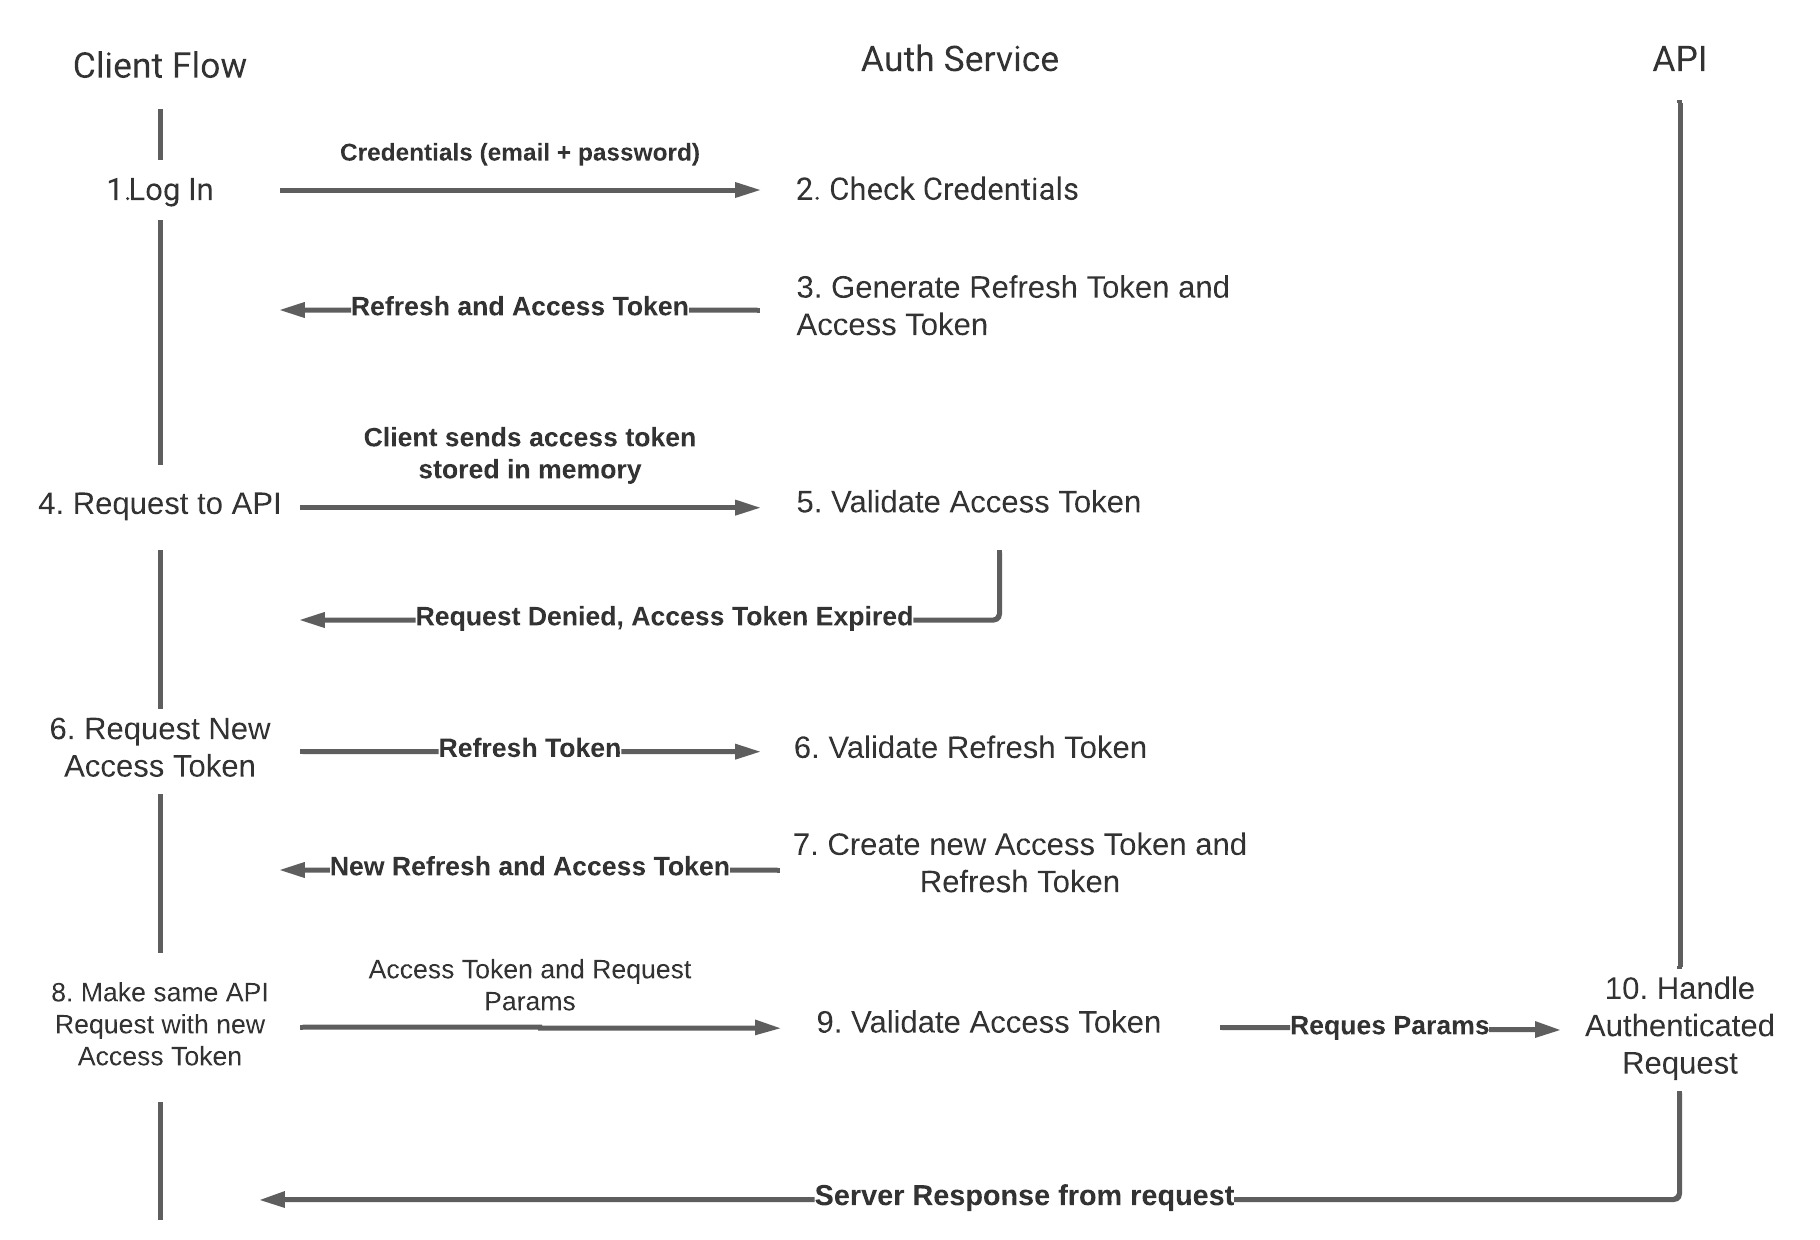 Client Flow
Auth Service
API
Credentials (email + password)
1.Log In
2. Check Credentials
3. Generate Refresh Token and
Access Token
Refresh and Access Token
Client sends access token
stored in memory
4. Request to API
5. Validate Access Token
Request Denied, Access Token Expired
6. Request New
Access Token
Refresh Token
6. Validate Refresh Token
7. Create new Access Token and
Refresh Token
New Refresh and Access Token
8. Make same API
Request with new
Access Token
Access Token and Request
Params
9. Validate Access Token
Reques Params
10. Handle
Authenticated
Request
Server Response from request